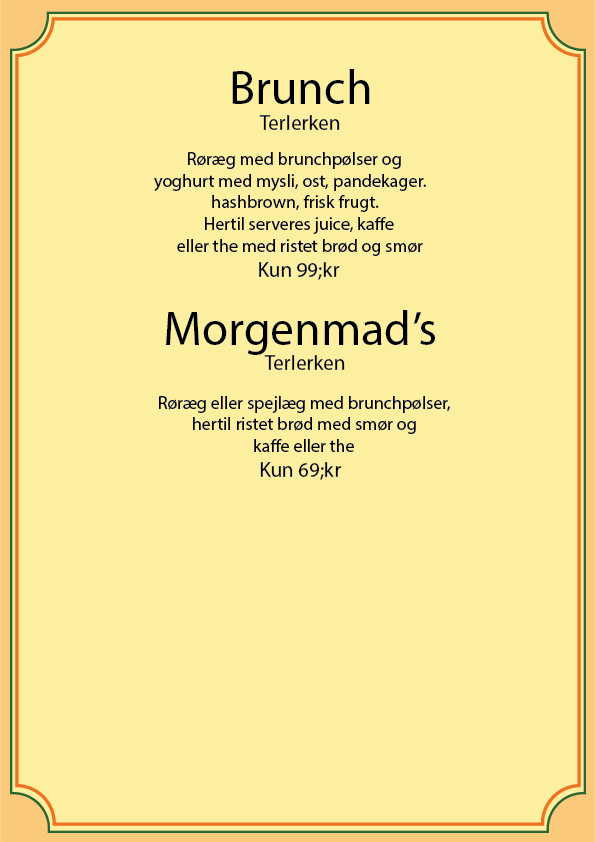 Brunch
Terlerken
Røræg med brunchpølser og
yoghurt med mysli, ost, pandekager.
hashbrown, frisk frugt.
Hertil serveres juice, kaffe
eller the med ristet brød og smør
Kun 99;kr
Morgenmad’s
Terlerken
Røræg eller spejlæg med brunchpølser,
hertil ristet brød med smør og
kaffe eller the
Kun 69;kr